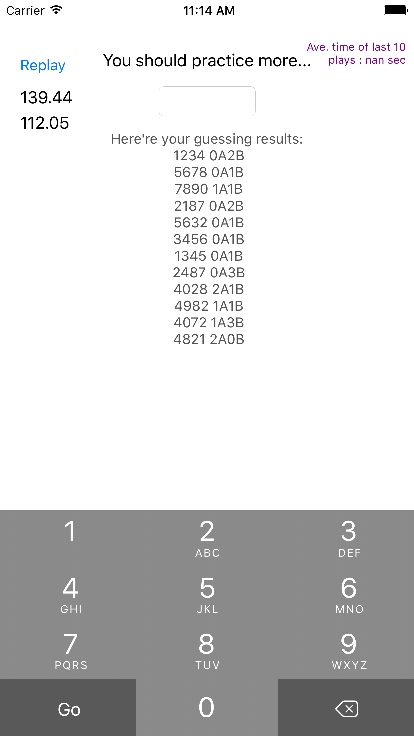 Carrier 11:14 AM
Ave. time of last 10
plays : nan sec
Replay
You should practice more...
139.44
112.05
Here're your guessing results:
1234 0A2B
5678 0A1B
7890 1A1B
2187 0A2B
5632 0A1B
3456 0A1B
1345 0A1B
2487 0A3B
4028 2A1B
4982 1A1B
4072 1A3B
4821 2A0B
1 2 3
ABC DEF
4 5 6
GHI JKL MNO
7 8 9
PQRS TUV WXYZ
Go 0